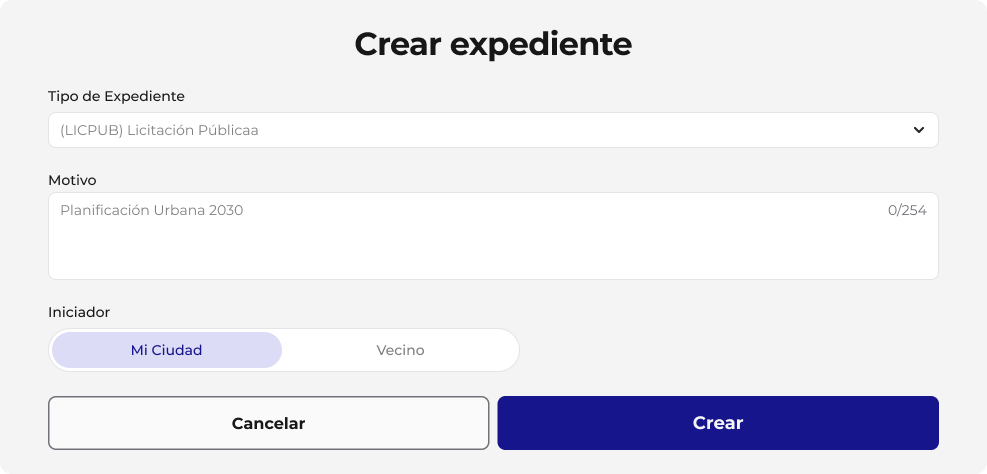 Crear expediente
Tipo de Expediente
(LICPUB) Licitación Públicaa
Motivo
Planificación Urbana 2030
0/254
Iniciador
Mi Ciudad
Vecino
Cancelar
Crear